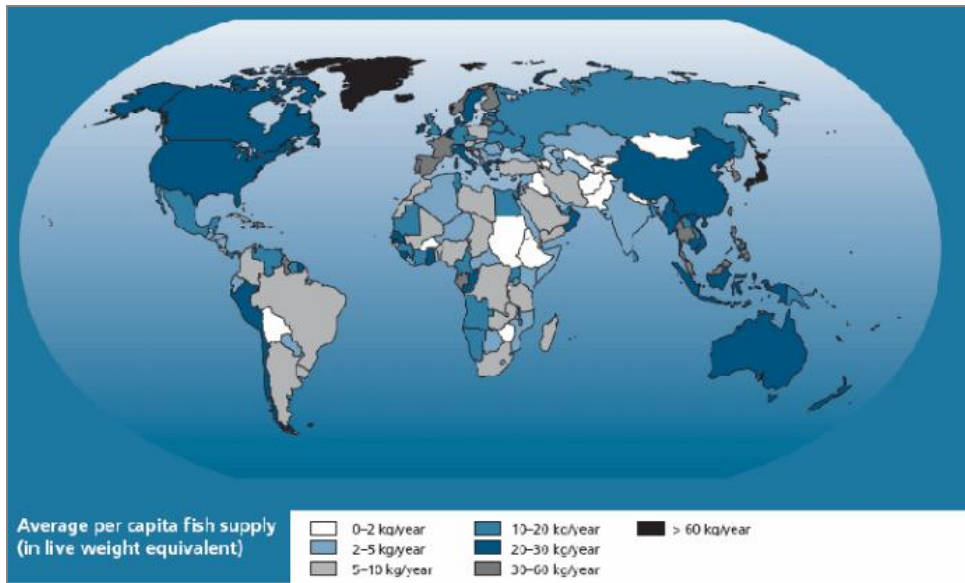 Average per capita fish supply
(in live weight equivalent)
0–2 kg/year
2–5 kg/year
5–10 kg/year
10–20 kg/year
20–30 kg/year
30–60 kg/year
> 60 kg/year